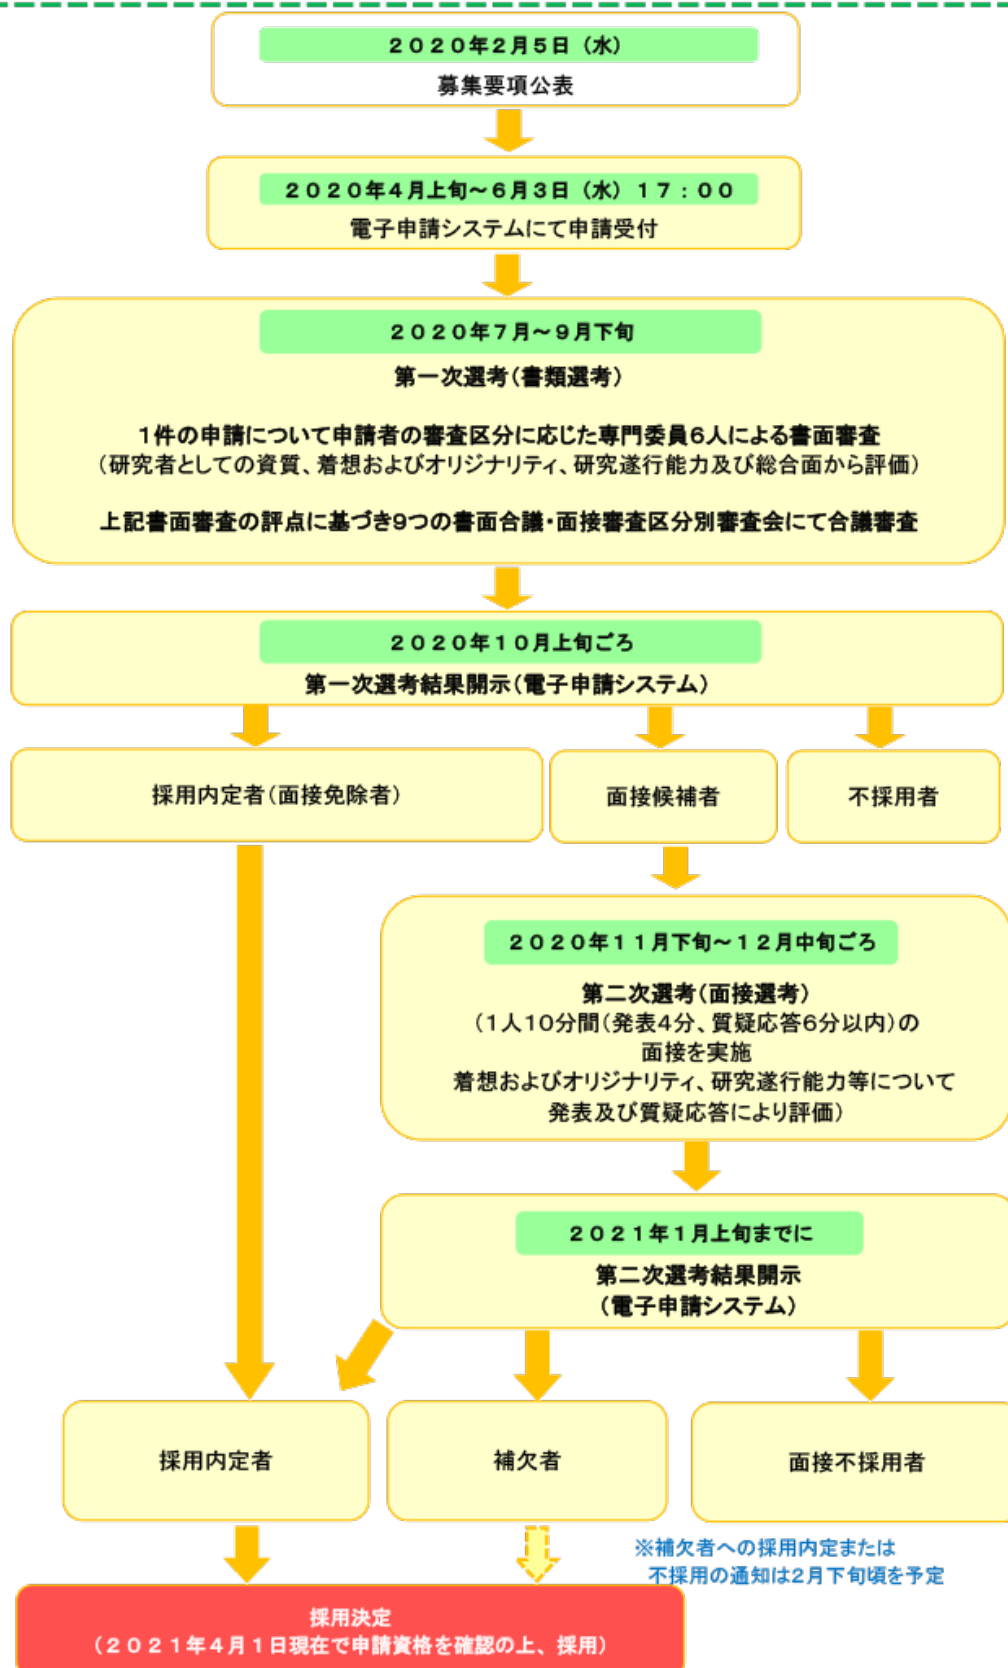 ２０２０年２月５日（水）
募集要項公表
２０２０年４月上旬～６月３日（水）１７：００
電子申請システムにて申請受付
２０２０年７月～９月下旬
第一次選考（書類選考）
１件の申請について申請者の審査区分に応じた専門委員６人による書面審査
（研究者としての資質、着想およびオリジナリティ、研究遂行能力及び総合面から評価）
上記書面審査の評点に基づき９つの書面合議・面接審査区分別審査会にて合議審査
２０２０年１０月上旬ごろ
第一次選考結果開示（電子申請システム）
採用内定者（面接免除者）
面接候補者
不採用者
２０２０年１１月下旬～１２月中旬ごろ
第二次選考（面接選考）
（１人１０分間（発表４分、質疑応答６分以内）の
面接を実施
着想およびオリジナリティ、研究遂行能力等について
発表及び質疑応答により評価）
２０２１年１月上旬までに
第二次選考結果開示
（電子申請システム）
採用内定者
補欠者
面接不採用者
※補欠者への採用内定または
不採用の通知は２月下旬頃を予定
採用決定
（２０２１年４月１日現在で申請資格を確認の上、採用）